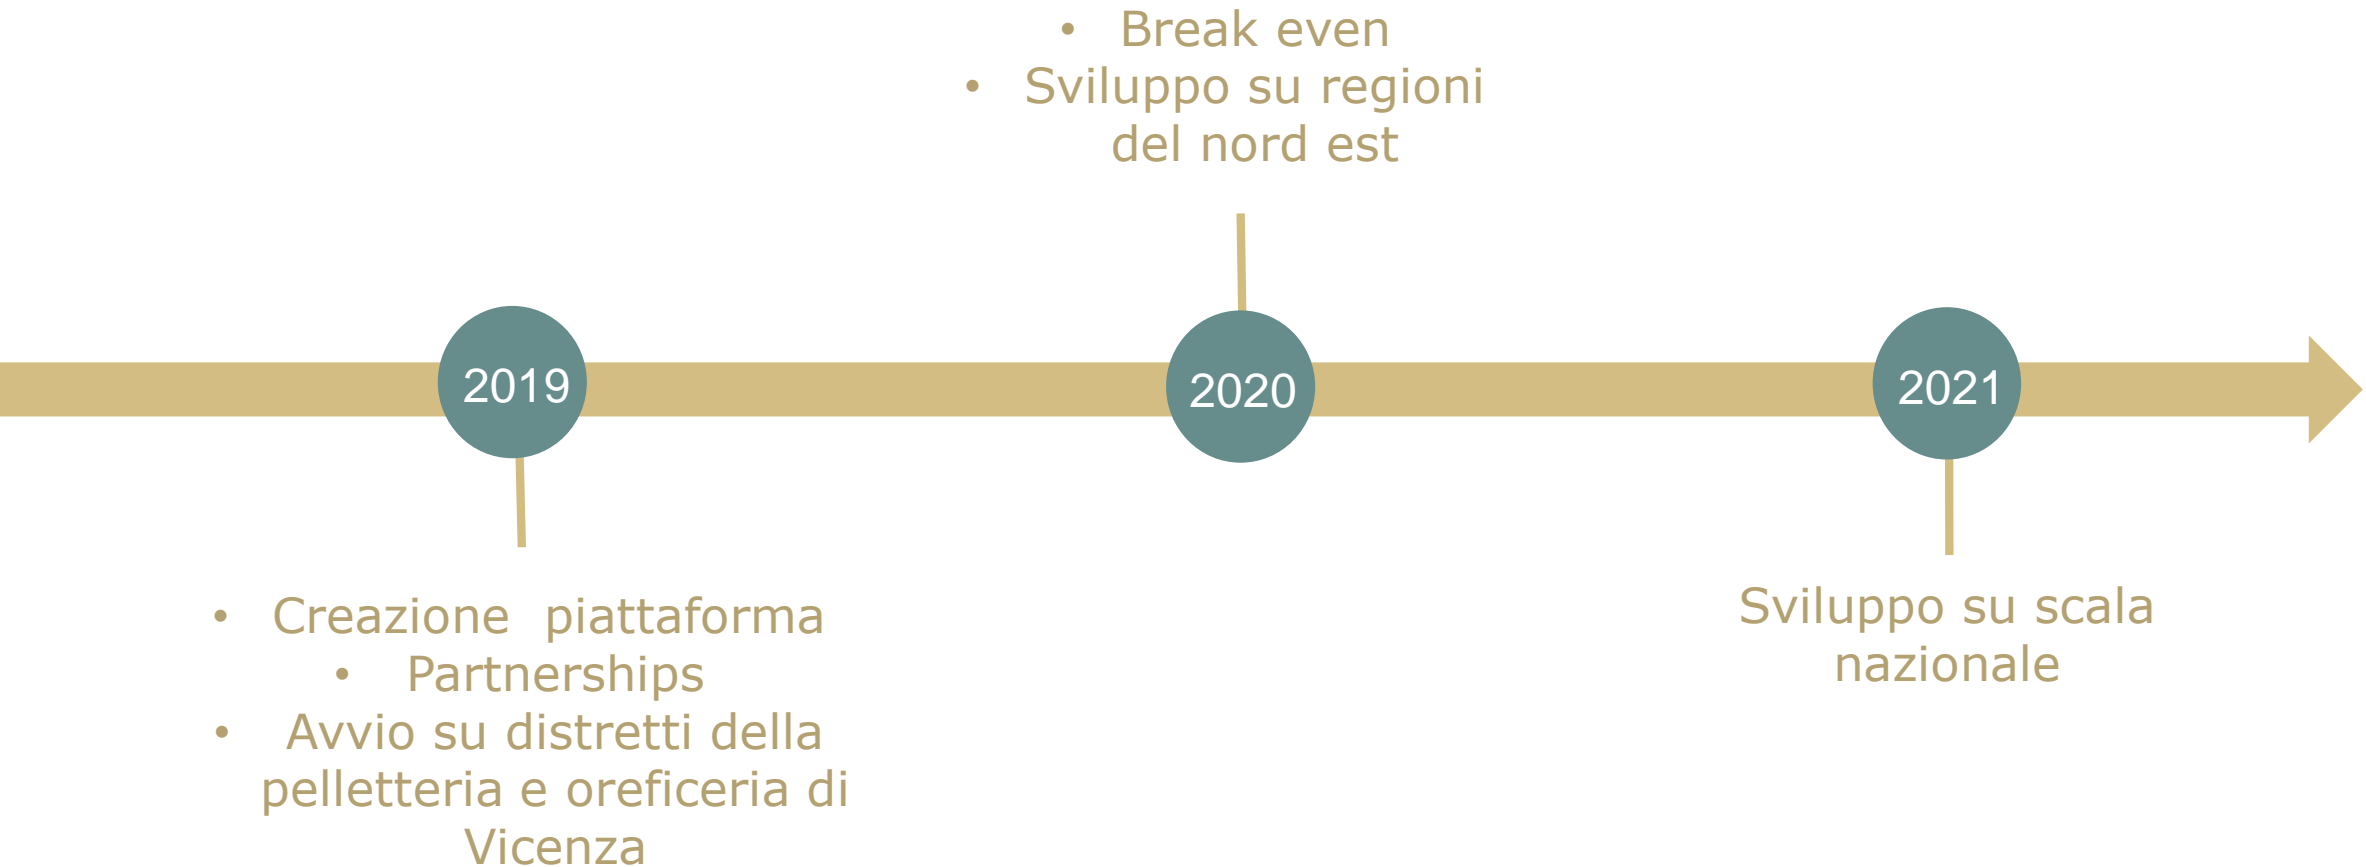 • Break even
• Sviluppo su regioni
del nord est
2019
2020
2021
• Creazione  piattaforma
• Partnerships
• Avvio su distretti della
pelletteria e oreficeria di
Vicenza
Sviluppo su scala
nazionale